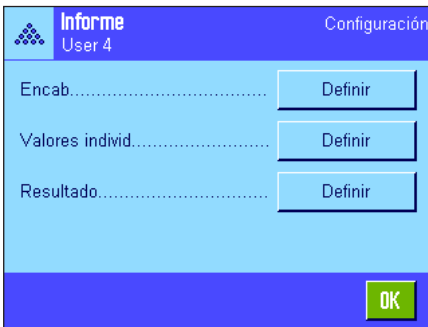 Informe
Configuración
User 4
Encab.................................... Definir
Valores individ........................... Definir
Resultado............................... Definir
OK